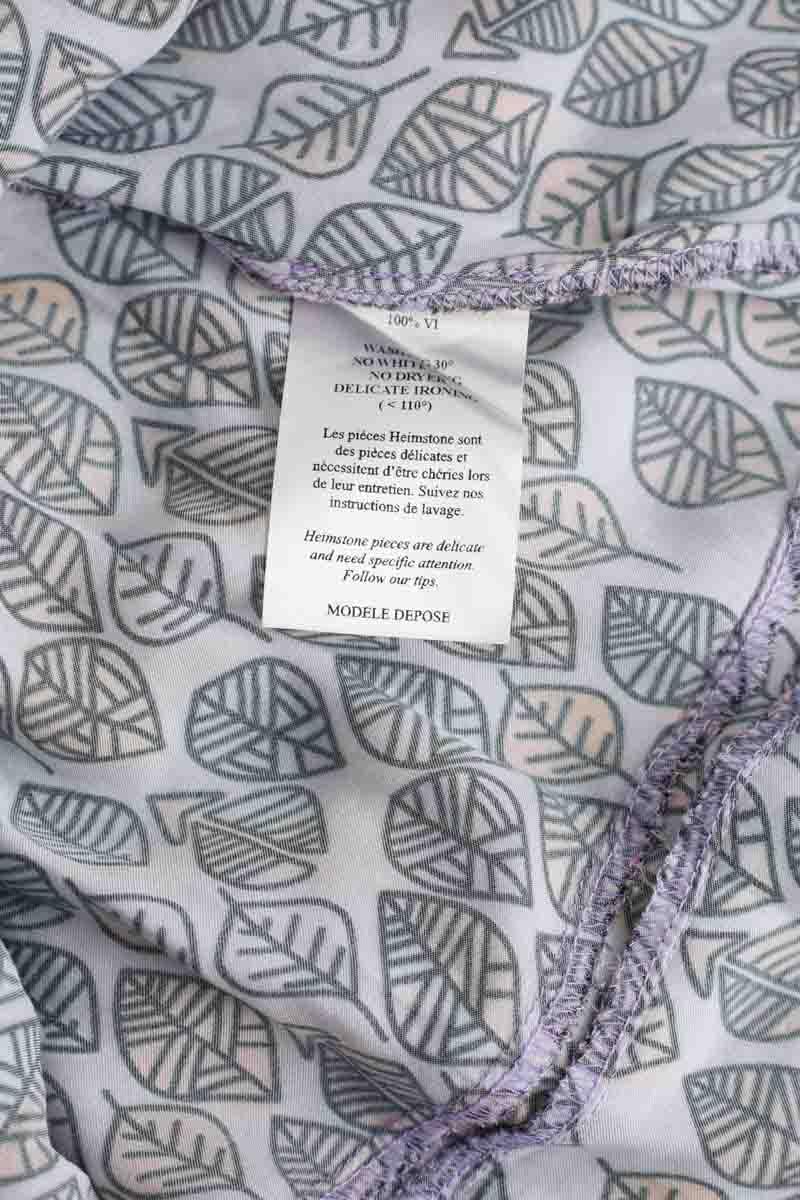 100% VI
WAS
NO WHI 30°
NO DRYER
DELICATE IRONING
( < 110°)
Les pièces Heimstone sont
des pièces délicates et
nécessitent d'être chéries lors
de leur entretien. Suivez nos
instructions de lavage.
Heimstone pieces are delicate
and need specific attention.
Follow our tips.
MODELE DEPOSE